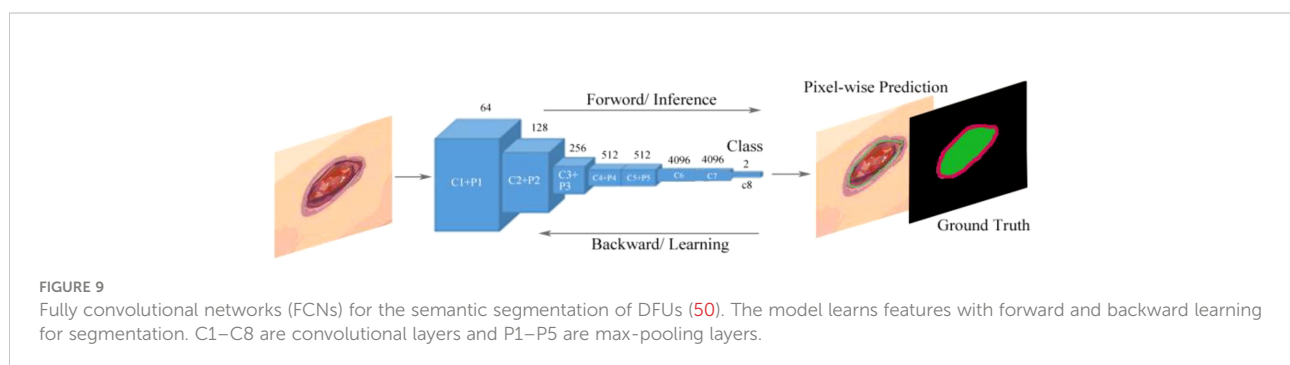 Pixel-wise Prediction
Forword/ Inference
64
128
256
512
512
4096
4096
Class
2
C1+P1
C2+P2
C3+
P3
C4+P4
C5+P5
C6
C7
c8
Backward/ Learning
Ground Truth
FIGURE 9
Fully convolutional networks (FCNs) for the semantic segmentation of DFUs (50). The model learns features with forward and backward learning
for segmentation. C1–C8 are convolutional layers and P1–P5 are max-pooling layers.